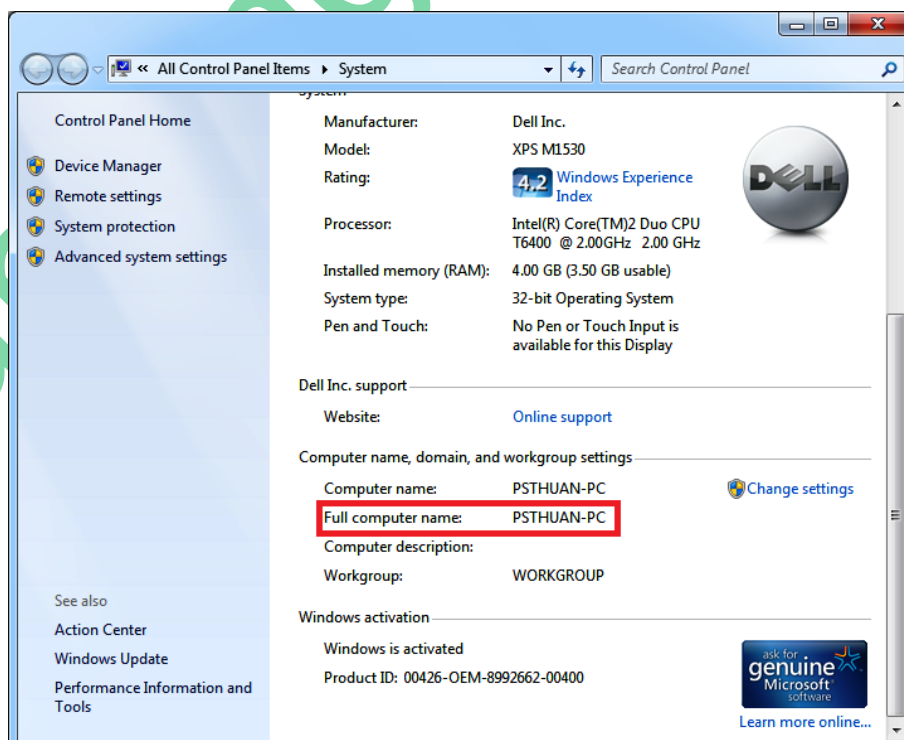 « All Control Panel Items ▸ System
Search Control Panel
Control Panel Home
Device Manager
Remote settings
System protection
Advanced system settings
See also
Action Center
Windows Update
Performance Information and
Tools
System
Manufacturer: Dell Inc.
Model: XPS M1530
Rating: 4.2 Windows Experience
Index
Processor: Intel(R) Core(TM)2 Duo CPU
T6400 @ 2.00GHz 2.00 GHz
Installed memory (RAM): 4.00 GB (3.50 GB usable)
System type: 32-bit Operating System
Pen and Touch: No Pen or Touch Input is
available for this Display
DELL
Dell Inc. support
Website: Online support
Computer name, domain, and workgroup settings
Computer name: PSTHUAN-PC
Change settings
Full computer name: PSTHUAN-PC
Computer description:
Workgroup: WORKGROUP
Windows activation
Windows is activated
Product ID: 00426-OEM-8992662-00400
ask for
genuine
Microsoft
software
Learn more online...